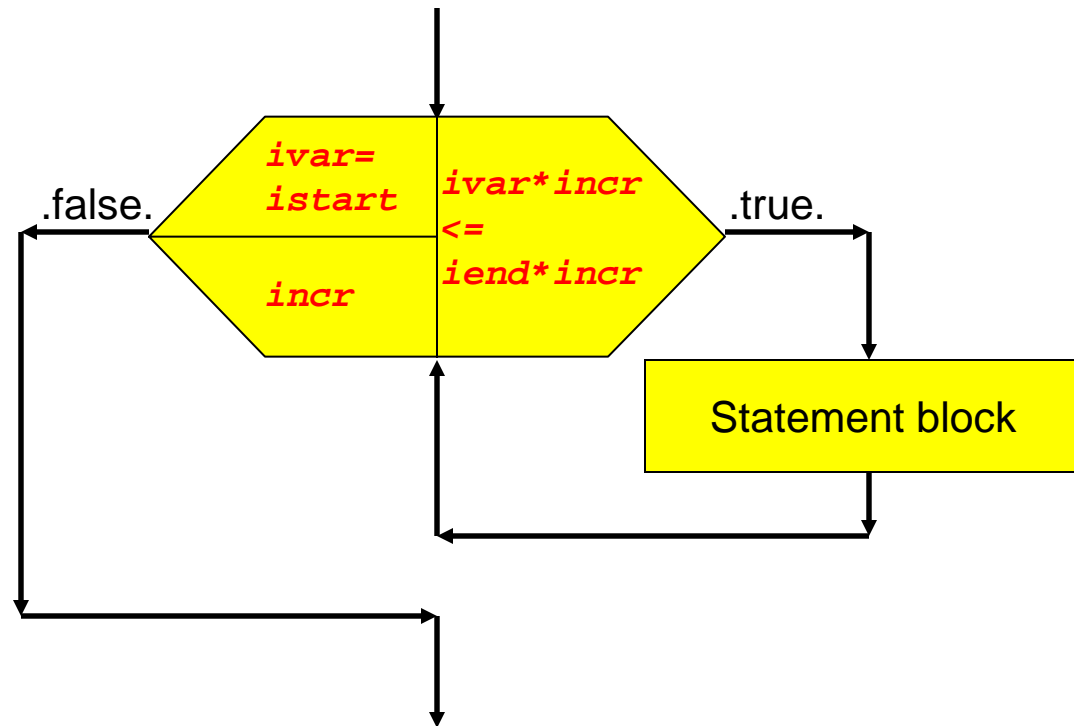 ivar=
istart
ivar*incr
<=
iend*incr
.false.
.true.
incr
Statement block